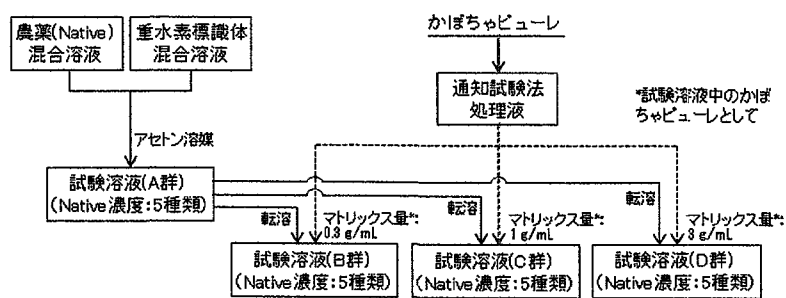 農薬(Native)
混合溶液
重水素標識体
混合溶液
かぼちゃピューレ
通知試験法
処理液
*試験溶液中のかぼ
ちゃピューレとして
アセトン溶媒
試験溶液(A群)
(Native濃度:5種類)
転溶
マトリックス量*:
0.3 g/mL
転溶
マトリックス量*:
1 g/mL
転溶
マトリックス量*:
3 g/mL
試験溶液(B群)
(Native濃度:5種類)
試験溶液(C群)
(Native濃度:5種類)
試験溶液(D群)
(Native濃度:5種類)